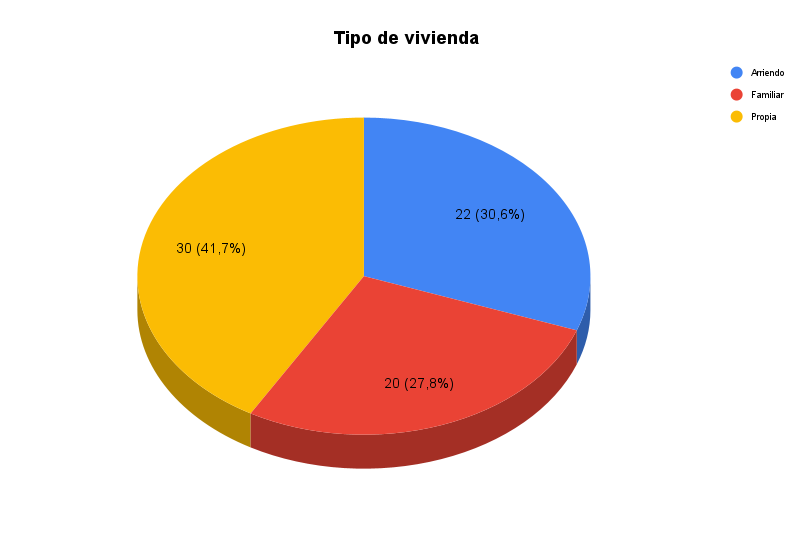 Tipo de vivienda
Arriendo
Familiar
Propia
22 (30,6%)
30 (41,7%)
20 (27,8%)